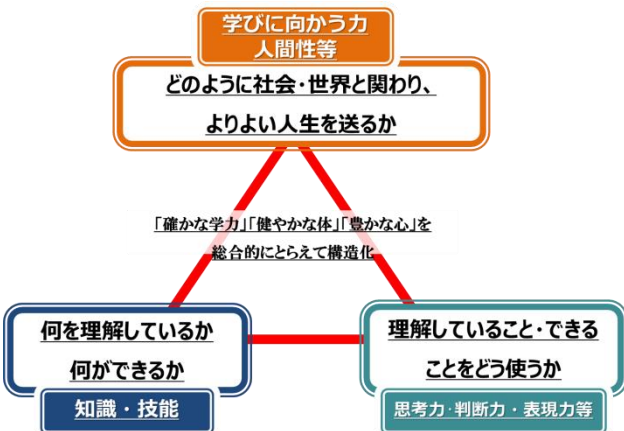 学びに向かう力
人間性等
どのように社会・世界と関わり、
よりよい人生を送るか
「確かな学力」「健やかな体」「豊かな心」を
総合的にとらえて構造化
何を理解しているか
何ができるか
知識・技能
理解していること・できる
ことをどう使うか
思考力・判断力・表現力等